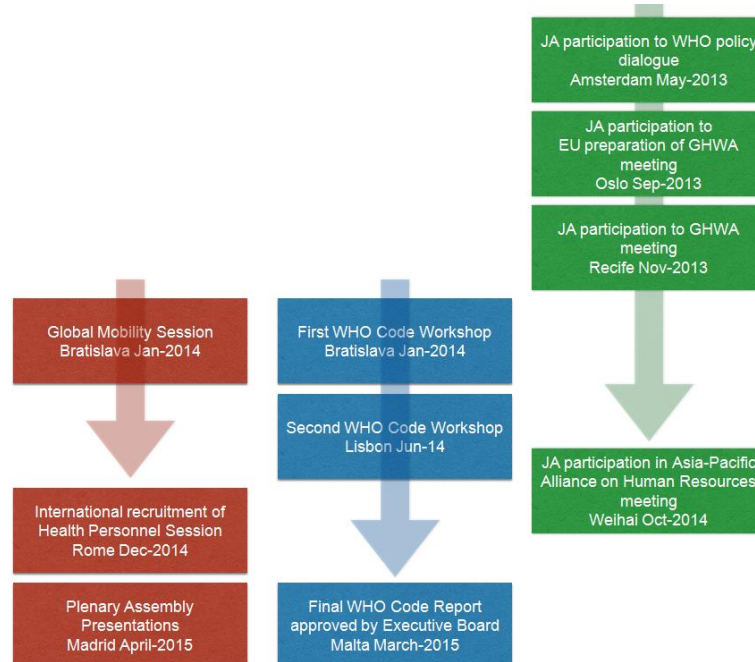 Global Mobility Session
Bratislava Jan-2014
International recruitment of
Health Personnel Session
Rome Dec-2014
Plenary Assembly
Presentations
Madrid April-2015
First WHO Code Workshop
Bratislava Jan-2014
Second WHO Code Workshop
Lisbon Jun-14
Final WHO Code Report
approved by Executive Board
Malta March-2015
JA participation to WHO policy
dialogue
Amsterdam May-2013
JA participation to
EU preparation of GHWA
meeting
Oslo Sep-2013
JA participation to GHWA
meeting
Recife Nov-2013
JA participation in Asia-Pacific
Alliance on Human Resources
meeting
Weihai Oct-2014